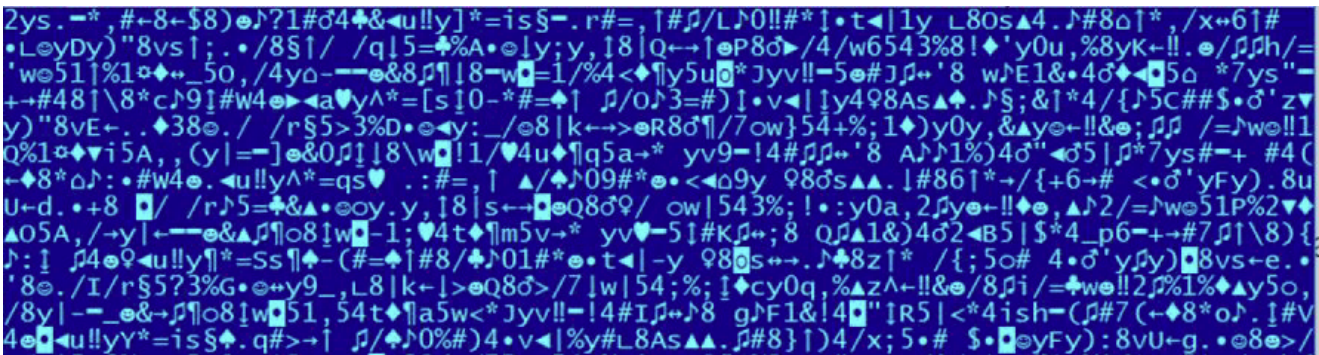 2ys.━*, #←8←$8)☻♪?1#♂4♣&◄u‼y]*=is§━.r#=,↑#♫/L♪0‼#*↨•t◄|1y ∟8Os▲4.♪#8⌂↑*,/x↔6↑#
•∟☺yDy)"8vs↑;.•/8§↑/ /q↓5=♣%A•☺↓y;y,↨8|Q←→↑☻P8♂►/4/w6543%8!♦'y0u,%8yK←‼.☻/♫♫h/=
'w☺51↑%1¤♦↔_5O,/4y⌂-━━☻&8♫¶↓8━w◘=1/%4<♦¶y5u◙*Jyv‼━5☻#J♫↔'8 w♪E1&•4♂♦◄◘5⌂ *7ys"━
+→#48↑\8*c♪9↨#W4☻►◄a♥y^*=[s↨0-*#=♠↑ ♫/O♪3=#)↨•v◄|↨y4♀8As▲♠.♪§;&↑*4/{♪5C##$•♂'z▼
y)"8vE←..♦38☺./ /r§5>3%D•☺◄y:_/☺8|k←→>☻R8♂¶/7ow}54+%;1♦)y0y,&▲y☺←‼&☻;♫♫ /=♪w☺‼1
Q%1¤♦▼i5A,,(y|=━]☻&0♫↨↓8\w◘!1/♥4u♦¶q5a→* yv9━!4#♫♫↔'8 A♪♪1%)4♂"◄♂5|♫*7ys#━+ #4(
←♦8*⌂♪:•#W4☻.◄u‼y^*=qs♥ .:#=,↑ ▲/♠♪09#*☻•<◄⌂9y ♀8♂s▲▲.↓#86↑*→/{+6→# <•♂'yFy).8u
U←d.•+8 ◘/ /r♪5=♣&▲•☺oy.y,↨8|s←→◘☻Q8♂♀/ ow|543%;!•:y0a,2♫y☻←‼♦☻,▲♪2/=♪w☺51P%2▼♦
▲O5A,/→y|←━━☻&▲♫¶o8↨w◘-1;♥4t♦¶m5v→* yv♥━5↨#K♫↔;8 Q♫▲1&)4♂2◄B5|$*4_p6━+→#7♫↑\8){
♪:↨ ♫4☻♀◄u‼y¶*=Ss¶♠-(#=♠↑#8/♣♪01#*☻•t◄|-y ♀8◙s↔→.♪♣8z↑* /{;5o# 4•♂'y♫y)◘8vs←e.•
'8☺./I/r§5?3%G•☺↔y9_,∟8|k←↓>☻Q8♂>/7↓w|54;%;↨♦cy0q,%▲z^←‼&☻/8♫i/=♣w☻‼2♫%1%♦▲y5o,
/8y|-━_☻&→♫¶o8↨w◘51,54t♦¶a5w<*Jyv‼━!4#I♫↔♪8 g♪F1&!4◘"↨R5|<*4ish━(♫#7(←♦8*o♪.↨#V
4☻◘◄u‼yY*=is§♠.q#>→↑ ♫/♠♪0%#)4•v◄|%y#∟8As▲▲.♫#8}↑)4/x;5•# $•◘☻yFy):8vU←g.•☺8☻>/